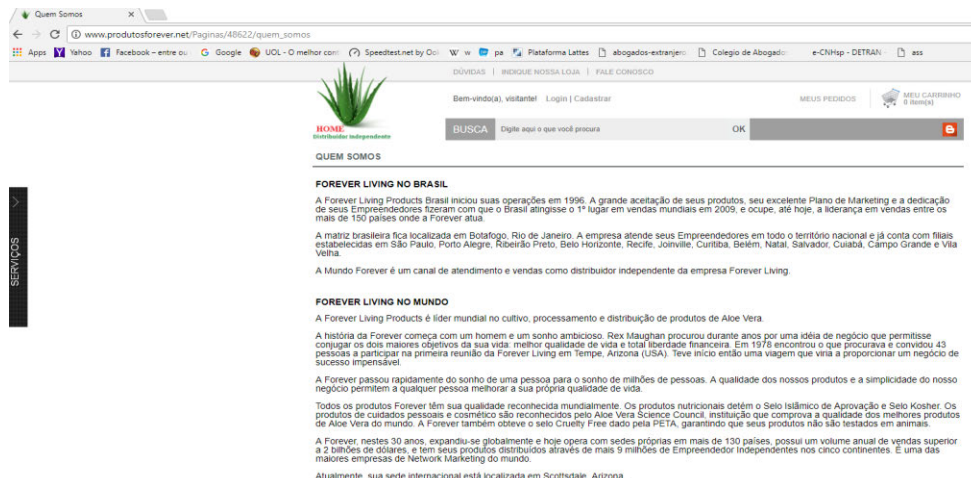 Quem Somos
www.produtosforever.net/Paginas/48622/quem_somos
Apps Yahoo Facebook – entre ou Google UOL - O melhor cont Speedtest.net by Ook W w pa Plataforma Lattes abogados-extranjero Colegio de Abogado e-CNHsp - DETRAN ass
DÚVIDAS | INDIQUE NOSSA LOJA | FALE CONOSCO
Bem-vindo(a), visitante! Login | Cadastrar MEUS PEDIDOS MEU CARRINHO
0 item(s)
HOME
Distribuidor Independente
BUSCA Digite aqui o que você procura OK
QUEM SOMOS
SERVIÇOS
FOREVER LIVING NO BRASIL
A Forever Living Products Brasil iniciou suas operações em 1996. A grande aceitação de seus produtos, seu excelente Plano de Marketing e a dedicação
de seus Empreendedores fizeram com que o Brasil atingisse o 1º lugar em vendas mundiais em 2009, e ocupe, até hoje, a liderança em vendas entre os
mais de 150 países onde a Forever atua.
A matriz brasileira fica localizada em Botafogo, Rio de Janeiro. A empresa atende seus Empreendedores em todo o território nacional e já conta com filiais
estabelecidas em São Paulo, Porto Alegre, Ribeirão Preto, Belo Horizonte, Recife, Joinville, Curitiba, Belém, Natal, Salvador, Cuiabá, Campo Grande e Vila
Velha.
A Mundo Forever é um canal de atendimento e vendas como distribuidor independente da empresa Forever Living.
FOREVER LIVING NO MUNDO
A Forever Living Products é líder mundial no cultivo, processamento e distribuição de produtos de Aloe Vera.
A história da Forever começa com um homem e um sonho ambicioso. Rex Maughan procurou durante anos por uma idéia de negócio que permitisse
conjugar os dois maiores objetivos da sua vida: melhor qualidade de vida e total liberdade financeira. Em 1978 encontrou o que procurava e convidou 43
pessoas a participar na primeira reunião da Forever Living em Tempe, Arizona (USA). Teve início então uma viagem que viria a proporcionar um negócio de
sucesso impensável.
A Forever passou rapidamente do sonho de uma pessoa para o sonho de milhões de pessoas. A qualidade dos nossos produtos e a simplicidade do nosso
negócio permitem a qualquer pessoa melhorar a sua própria qualidade de vida.
Todos os produtos Forever têm sua qualidade reconhecida mundialmente. Os produtos nutricionais detém o Selo Islâmico de Aprovação e Selo Kosher. Os
produtos de cuidados pessoais e cosmético são reconhecidos pelo Aloe Vera Science Council, instituição que comprova a qualidade dos melhores produtos
de Aloe Vera do mundo. A Forever também obteve o selo Cruelty Free dado pela PETA, garantindo que seus produtos não são testados em animais.
A Forever, nestes 30 anos, expandiu-se globalmente e hoje opera com sedes próprias em mais de 130 países, possui um volume anual de vendas superior
a 2 bilhões de dólares, e tem seus produtos distribuídos através de mais 9 milhões de Empreendedor Independentes nos cinco continentes. É uma das
maiores empresas de Network Marketing do mundo.
Atualmente, sua sede internacional está localizada em Scottsdale, Arizona